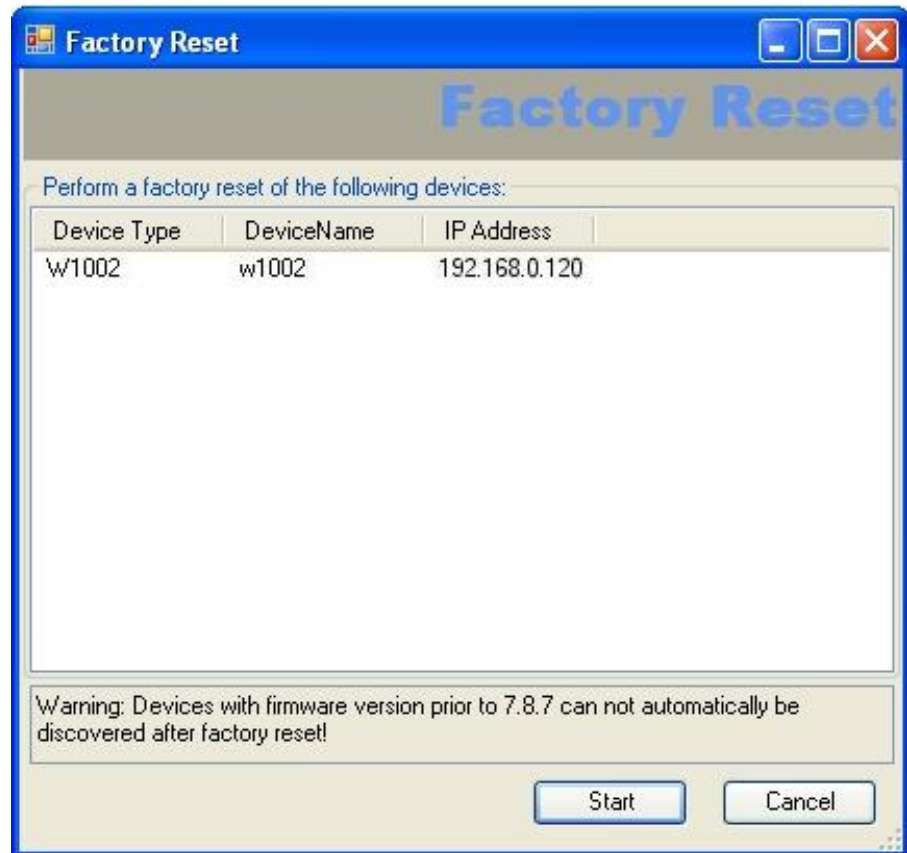 Factory Reset
Factory Reset
Perform a factory reset of the following devices:
Device Type DeviceName IP Address
W1002 w1002 192.168.0.120
Warning: Devices with firmware version prior to 7.8.7 can not automatically be
discovered after factory reset!
Start Cancel